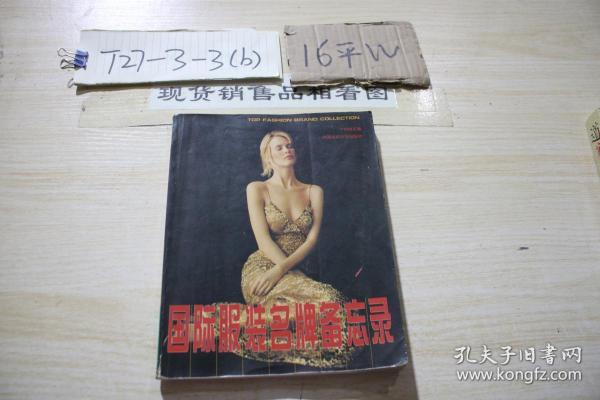 T27-3-3(b)
16平W
现货销售品相看图
TOP FASHION BRAND COLLECTION
国际服装名牌备忘录
孔夫子旧书网
www.kongfz.com